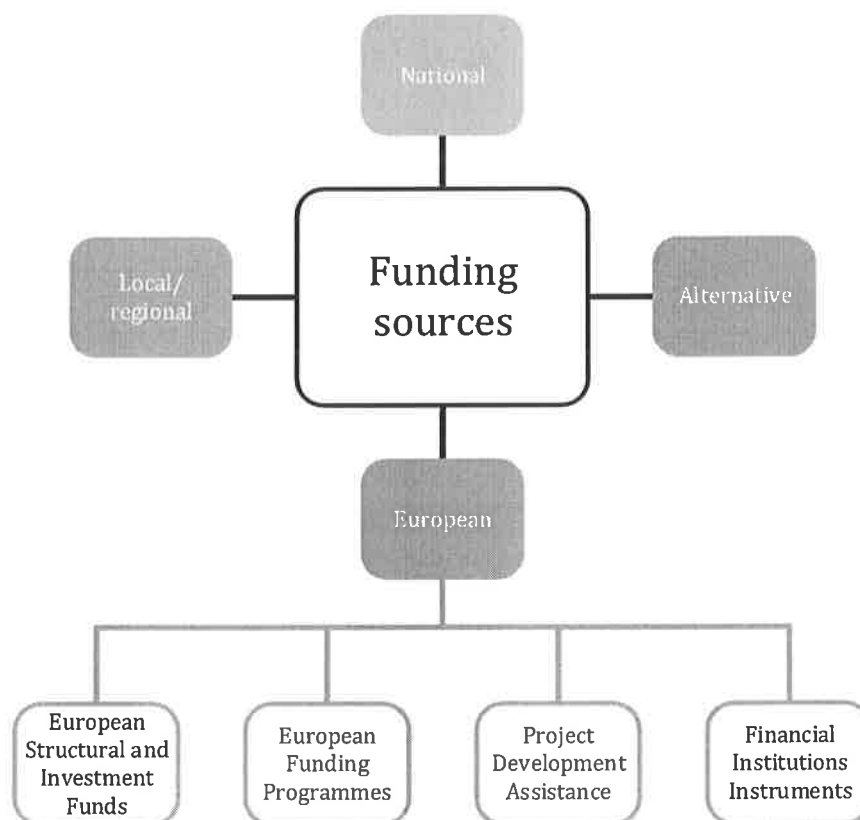 National
Funding
sources
Local/
regional
Alternative
European
European
Structural and
Investment
Funds
European
Funding
Programmes
Project
Development
Assistance
Financial
Institutions
Instruments